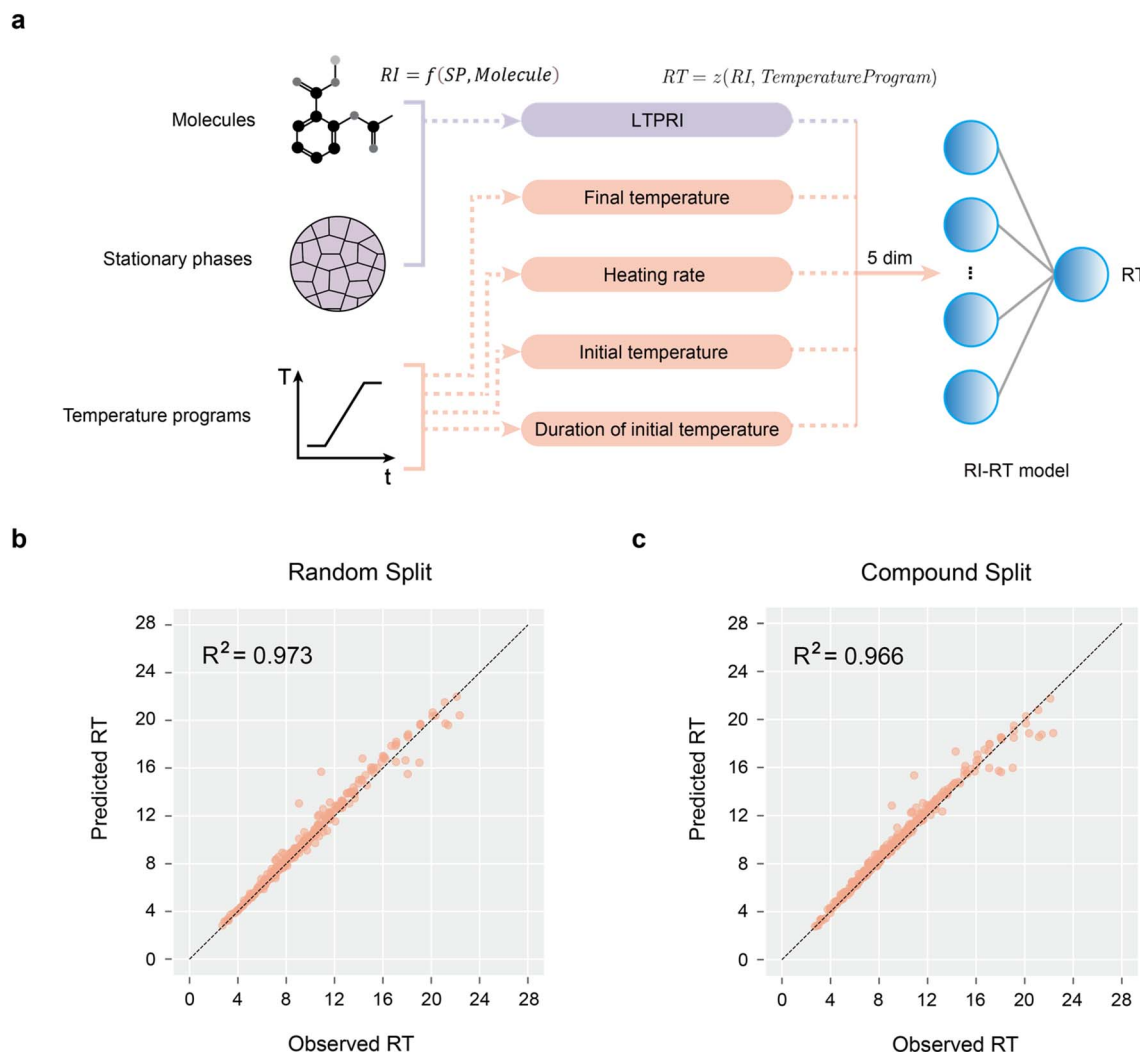 a
RI = f(SP, Molecule)
RT = z(RI, TemperatureProgram)
Molecules
LTPRI
Final temperature
Stationary phases
Heating rate
5 dim
RT
Initial temperature
T
Temperature programs
Duration of initial temperature
t
RI-RT model
b
Random Split
R² = 0.973
28
24
20
16
12
8
4
0
Predicted RT
0 4 8 12 16 20 24 28
Observed RT
c
Compound Split
R² = 0.966
28
24
20
16
12
8
4
0
Predicted RT
0 4 8 12 16 20 24 28
Observed RT